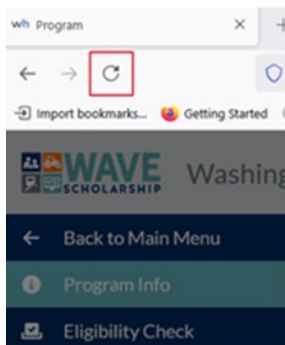 wh Program
Import bookmarks... Getting Started
WAVE Washing
SCHOLARSHIP
Back to Main Menu
Program Info
Eligibility Check